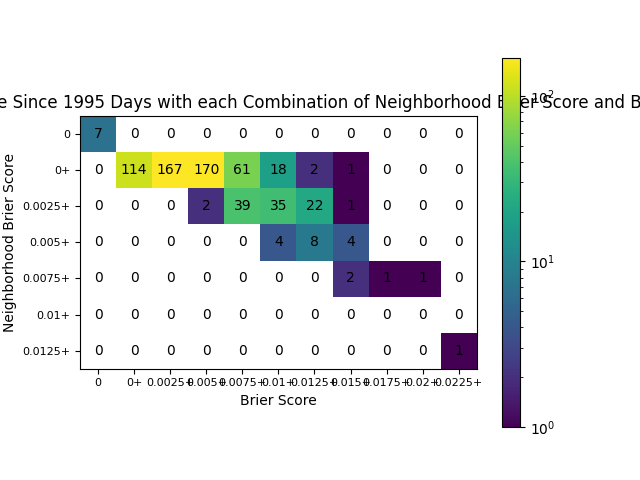 e Since 1995 Days with each Combination of Neighborhood Brier Score and B
Neighborhood Brier Score
0 7 0 0 0 0 0 0 0 0 0 0
0+ 0 114 167 170 61 18 2 1 0 0 0
0.0025+ 0 0 0 2 39 35 22 1 0 0 0
0.005+ 0 0 0 0 0 4 8 4 0 0 0
0.0075+ 0 0 0 0 0 0 0 2 1 1 0
0.01+ 0 0 0 0 0 0 0 0 0 0 0
0.0125+ 0 0 0 0 0 0 0 0 0 0 1
0 0+ 0.0025+ 0.005+ 0.0075+ 0.01+ 0.0125+ 0.015+ 0.0175+ 0.02+ 0.0225+
Brier Score
10²
10¹
10⁰